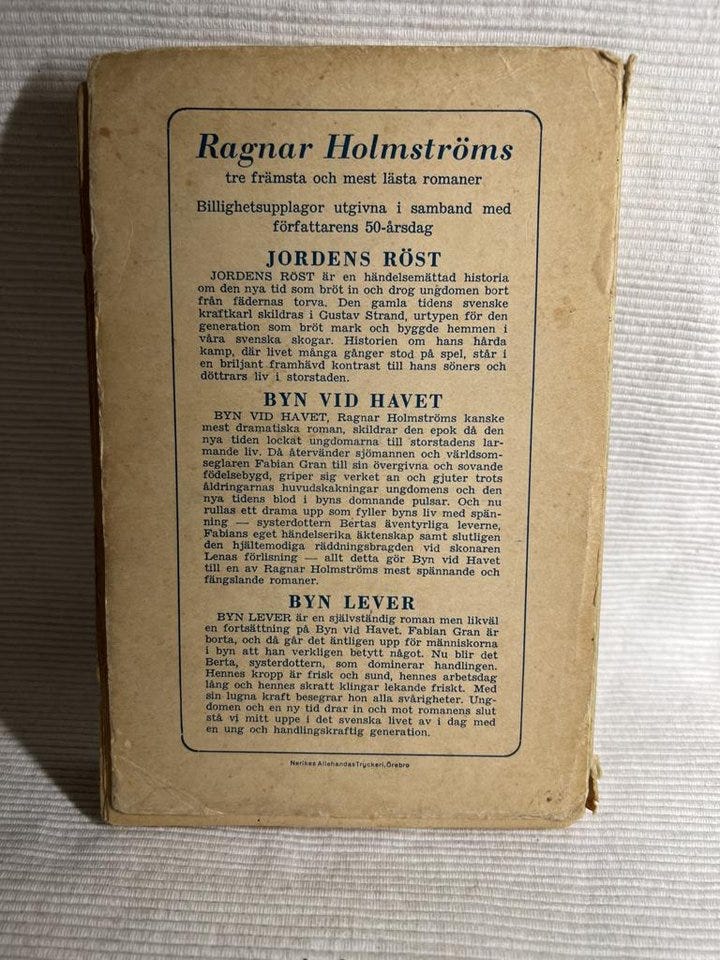 Ragnar Holmströms
tre främsta och mest lästa romaner
Billighetsupplagor utgivna i samband med
författarens 50-årsdag
JORDENS RÖST
JORDENS RÖST är en händelsemättad historia
om den nya tid som bröt in och drog ungdomen bort
från fädernas torva. Den gamla tidens svenske
kraftkarl skildras i Gustav Strand, urtypen för den
generation som bröt mark och byggde hemmen i
våra svenska skogar. Historien om hans hårda
kamp, där livet många gånger stod på spel, står i
en briljant framhävd kontrast till hans söners och
döttrars liv i storstaden.
BYN VID HAVET
BYN VID HAVET, Ragnar Holmströms kanske
mest dramatiska roman, skildrar den epok då den
nya tiden lockat ungdomarna till storstadens lar-
mande liv. Då återvänder sjömannen och världsom-
seglaren Fabian Gran till sin övergivna och sovande
födelsebygd, griper sig verket an och gjuter trots
åldringarnas huvudskakningar ungdomens och den
nya tidens blod i byns domnande pulsar. Och nu
rullas ett drama upp som fyller byns liv med spän-
ning — systerdottern Bertas äventyrliga leverne,
Fabians eget händelserika äktenskap samt slutligen
den hjältemodiga räddningsbragden vid skonaren
Lenas förlisning — allt detta gör Byn vid Havet
till en av Ragnar Holmströms mest spännande och
fängslande romaner.
BYN LEVER
BYN LEVER är en självständig roman men likväl
en fortsättning på Byn vid Havet. Fabian Gran är
borta, och då går det äntligen upp för människorna
i byn att han verkligen betytt något. Nu blir det
Berta, systerdottern, som dominerar handlingen.
Hennes kropp är frisk och sund, hennes arbetsdag
lång och hennes skratt klingar lekande friskt. Med
sin lugna kraft besegrar hon alla svårigheter. Ung-
domen och en ny tid drar in och mot romanens slut
stå vi mitt uppe i det svenska livet av i dag med
en ung och handlingskraftig generation.
Nerikes Allehandas Tryckeri, Örebro